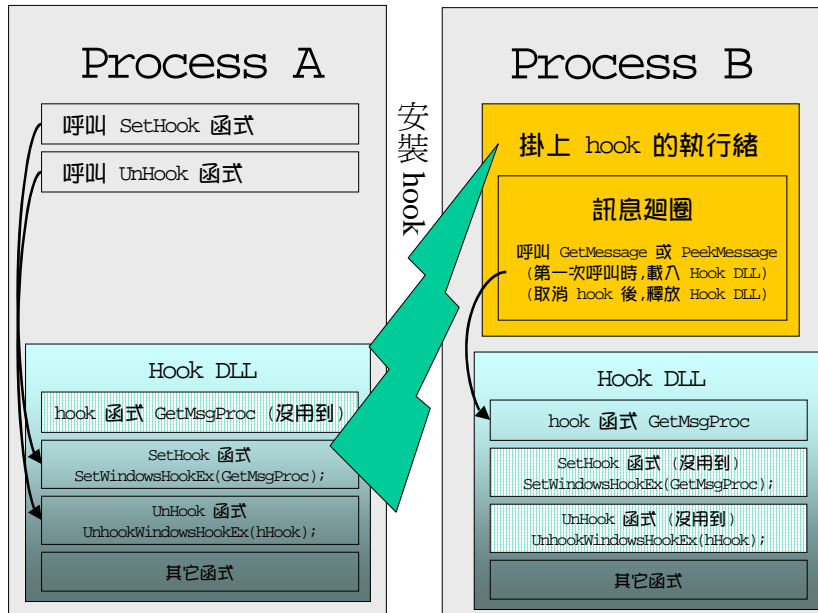 Process A
呼叫 SetHook 函式
呼叫 UnHook 函式
Hook DLL
hook 函式 GetMsgProc (沒用到)
SetHook 函式
SetWindowsHookEx(GetMsgProc);
UnHook 函式
UnhookWindowsHookEx(hHook);
其它函式
安裝 hook
Process B
掛上 hook 的執行緒
訊息迴圈
呼叫 GetMessage 或 PeekMessage
(第一次呼叫時,載入 Hook DLL)
(取消 hook 後,釋放 Hook DLL)
Hook DLL
hook 函式 GetMsgProc
SetHook 函式 (沒用到)
SetWindowsHookEx(GetMsgProc);
UnHook 函式 (沒用到)
UnhookWindowsHookEx(hHook);
其它函式